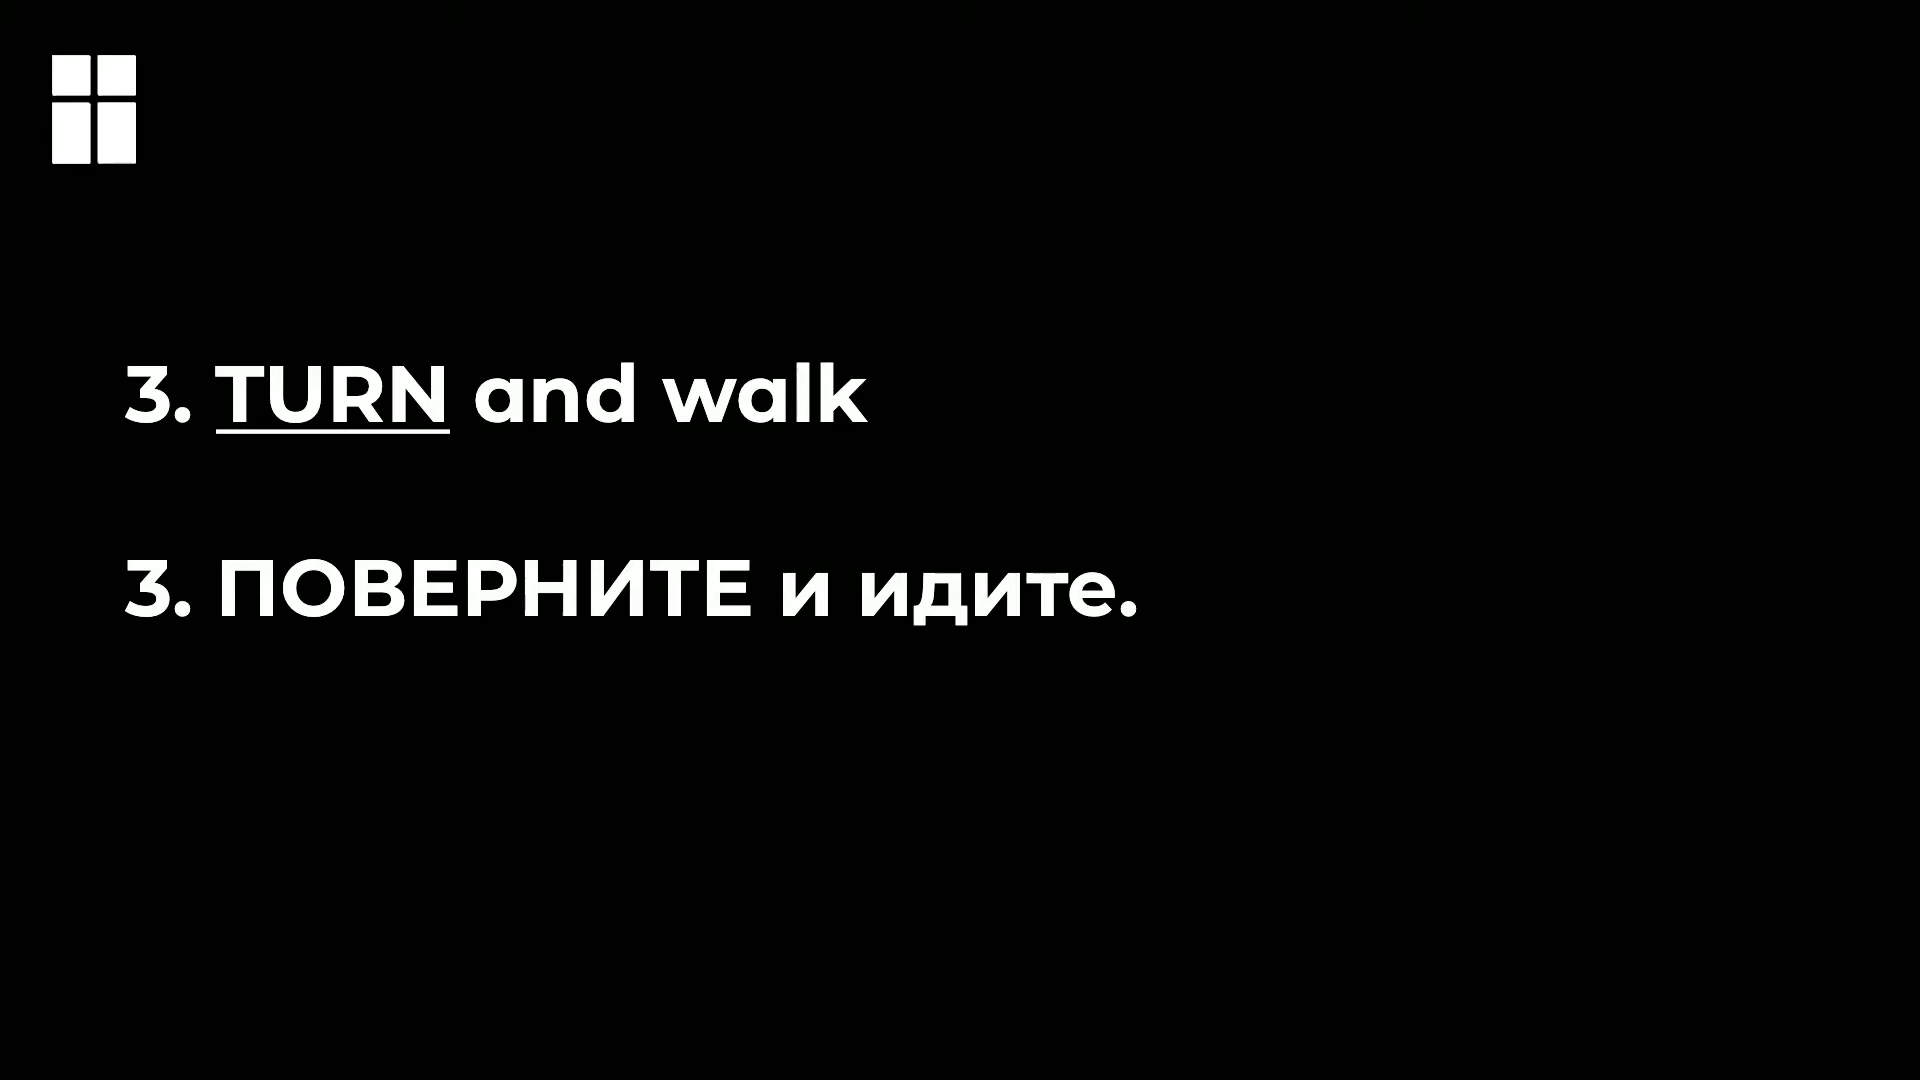 3. TURN and walk
3. ПОВЕРНИТЕ и идите.